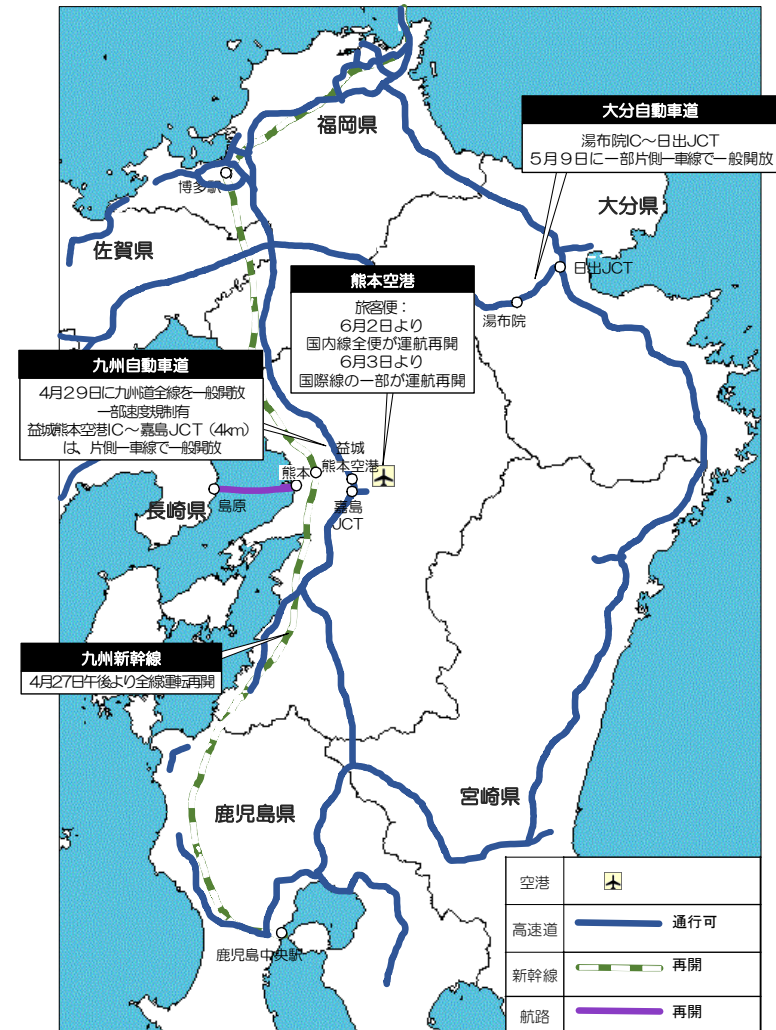 福岡県
大分自動車道
湯布院IC～日出JCT
5月9日に一部片側一車線で一般開放
博多駅
大分県
佐賀県
日出JCT
熊本空港
旅客便：
6月2日より
国内線全便が運航再開
6月3日より
国際線の一部が運航再開
湯布院
九州自動車道
4月29日に九州道全線を一般開放
一部速度規制有
益城熊本空港IC～嘉島JCT（4km）
は、片側一車線で一般開放
益城
熊本空港
熊本
島原
長崎県
嘉島
JCT
九州新幹線
4月27日午後より全線運転再開
鹿児島県
宮崎県
鹿児島中央駅
空港
高速道 通行可
新幹線 再開
航路 再開